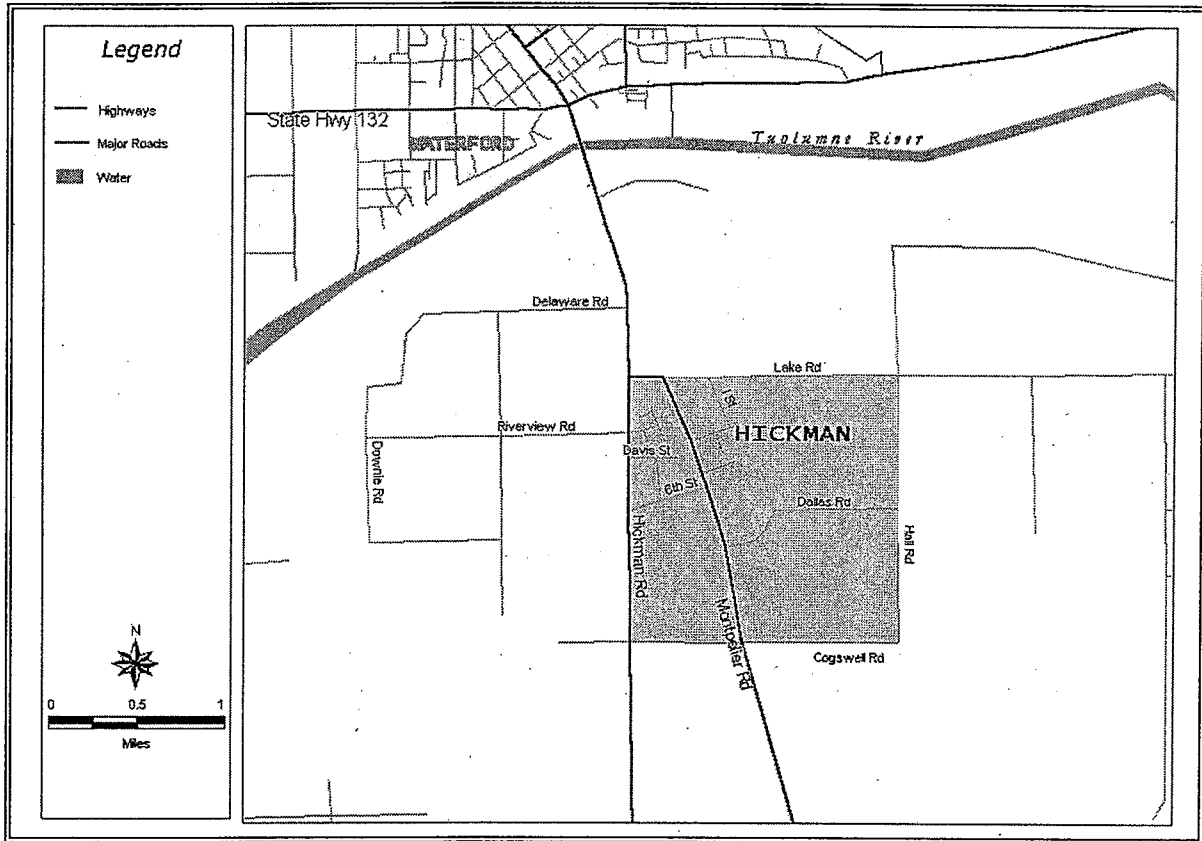 Legend
Highways
Major Roads
Water
N
0 0.5 1
Miles
State Hwy 132
WATERFORD
Tuolumne River
Delaware Rd
Lake Rd
I St
HICKMAN
Riverview Rd
Davis St
Downie Rd
6th St
Dallas Rd
Hickman Rd
Hall Rd
Montpelier Rd
Cogswell Rd